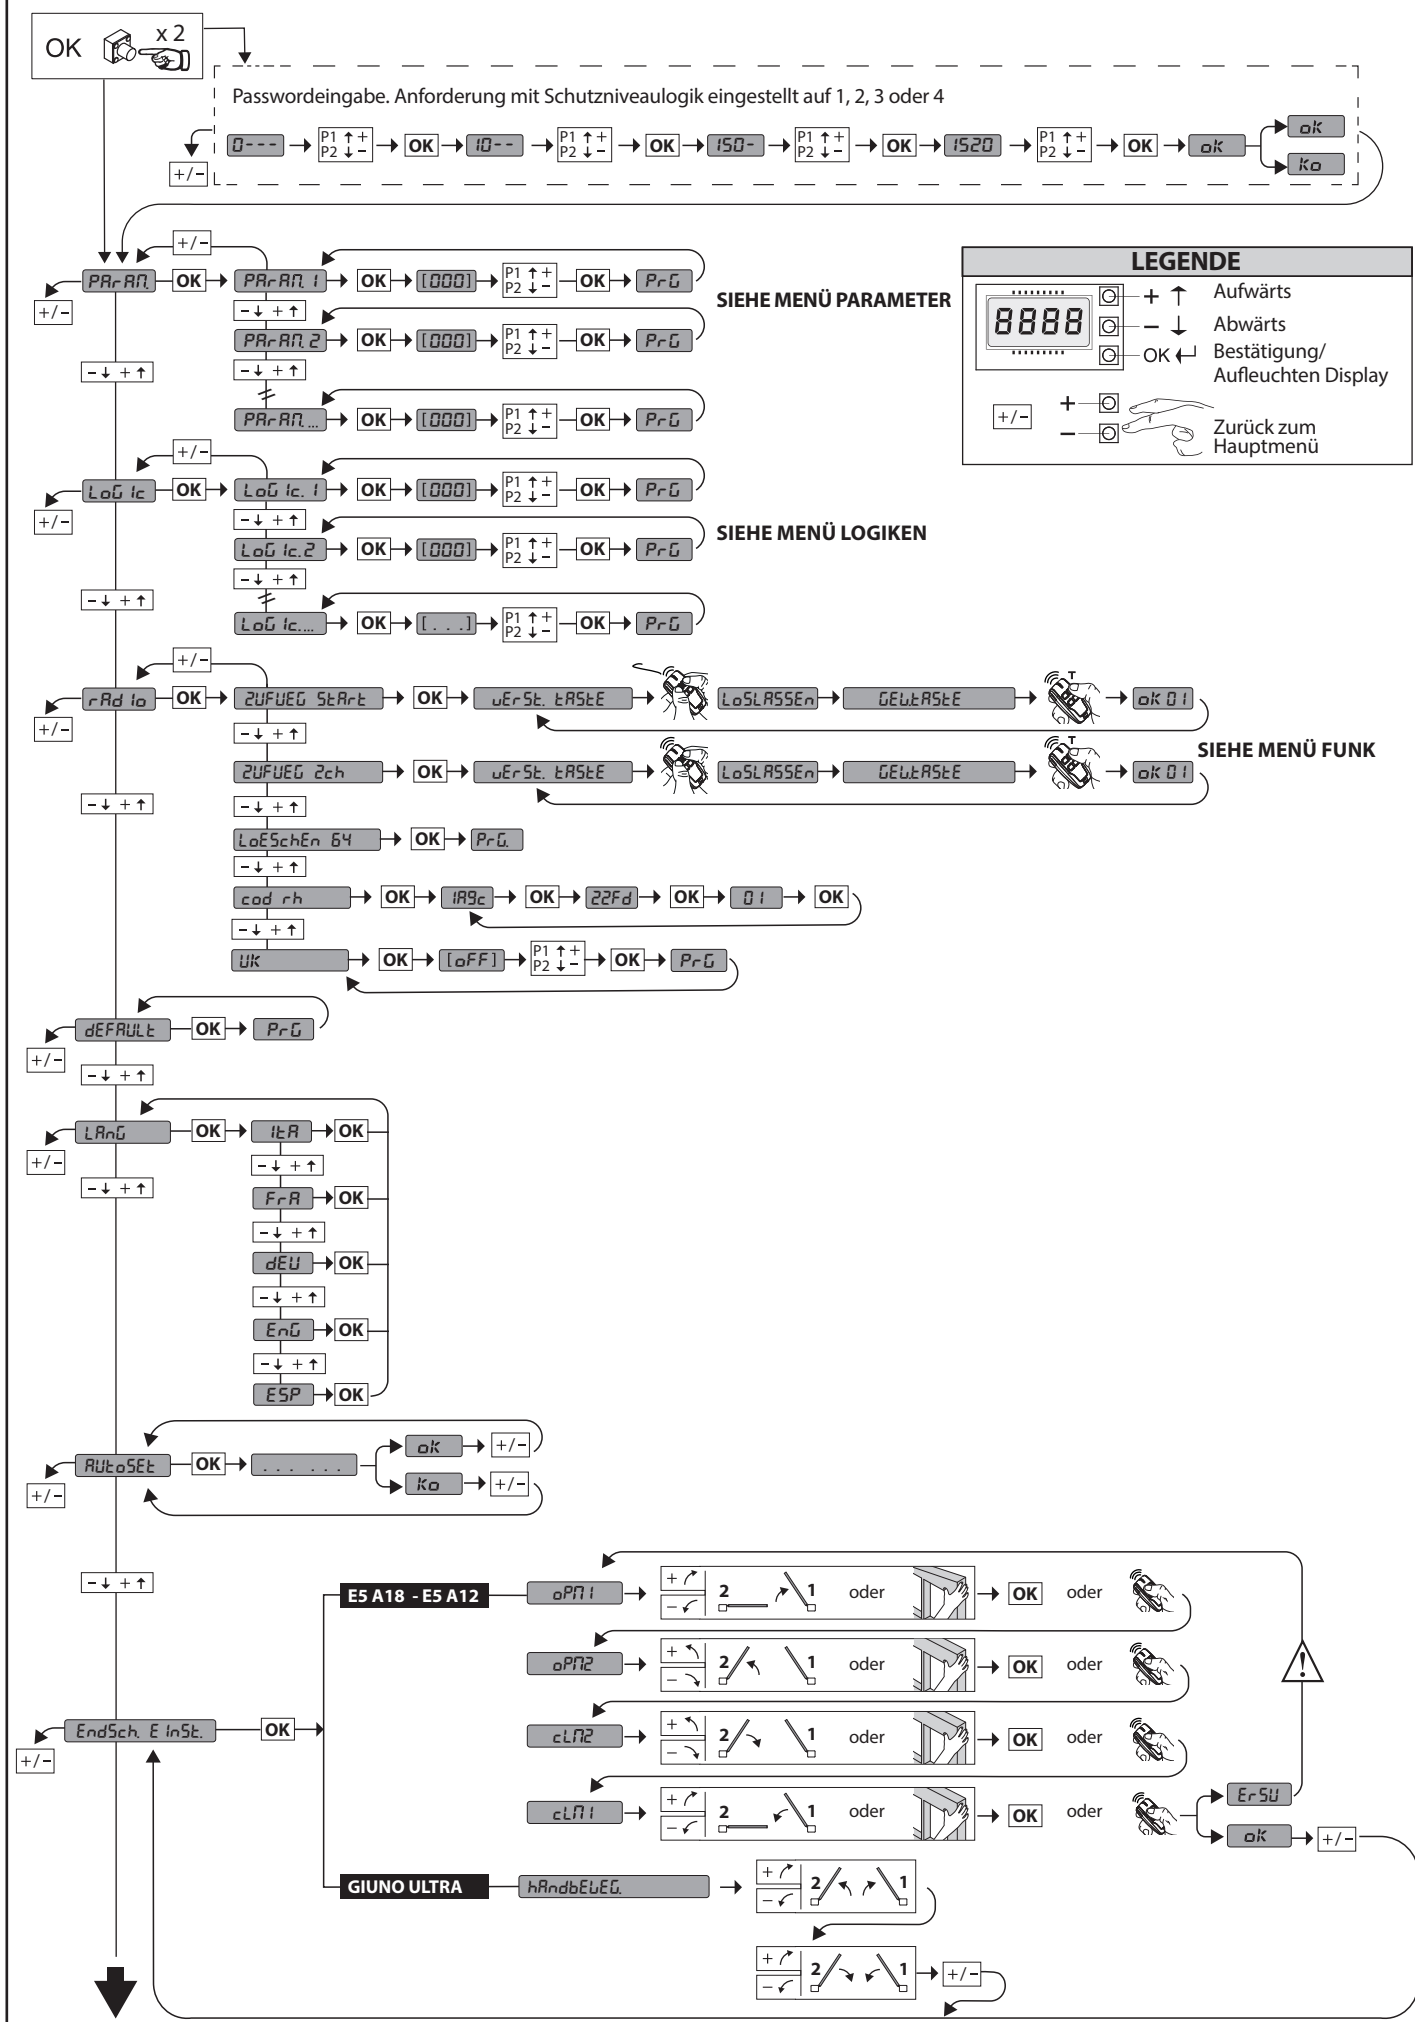 OK x 2
Passwordeingabe. Anforderung mit Schutzniveaulogik eingestellt auf 1, 2, 3 oder 4
0--- P1 ↑ + P2 ↓ − OK 10-- P1 ↑ + P2 ↓ − OK 150- P1 ↑ + P2 ↓ − OK 1520 P1 ↑ + P2 ↓ − OK oK oK
Ko
+/−
+/−
PArAM. OK PArAM. 1 OK [000] P1 ↑ + P2 ↓ − OK PrG
+/−
− ↓ + ↑
SIEHE MENÜ PARAMETER
PArAM. 2 OK [000] P1 ↑ + P2 ↓ − OK PrG
− ↓ + ↑
− ↓ + ↑
PArAM. ... OK [000] P1 ↑ + P2 ↓ − OK PrG
LEGENDE
8888
+ ↑ Aufwärts
− ↓ Abwärts
OK Bestätigung/
Aufleuchten Display
+/− + −
Zurück zum
Hauptmenü
+/−
LoGIc OK LoGIc. 1 OK [000] P1 ↑ + P2 ↓ − OK PrG
+/−
− ↓ + ↑
SIEHE MENÜ LOGIKEN
LoGIc.2 OK [000] P1 ↑ + P2 ↓ − OK PrG
− ↓ + ↑
− ↓ + ↑
LoGIc.... OK [. . .] P1 ↑ + P2 ↓ − OK PrG
+/−
rAdIo OK ZUFUEG StArt OK vErSt. tAStE LoSLASSEn GEW.tAStE T oK 01
+/−
− ↓ + ↑
SIEHE MENÜ FUNK
ZUFUEG 2ch OK vErSt. tAStE LoSLASSEn GEW.tAStE T oK 01
− ↓ + ↑
− ↓ + ↑
LoESchEn 64 OK PrG.
− ↓ + ↑
cod rh OK 1A9c OK 22Fd OK 01 OK
− ↓ + ↑
UK OK [oFF] P1 ↑ + P2 ↓ − OK PrG
dEFAULt OK PrG
+/−
− ↓ + ↑
LAnG OK ItA OK
+/−
− ↓ + ↑
− ↓ + ↑
FrA OK
− ↓ + ↑
dEU OK
− ↓ + ↑
EnG OK
− ↓ + ↑
ESP OK
AUtoSEt OK . . . . . . oK +/−
Ko +/−
+/−
− ↓ + ↑
E5 A18 - E5 A12 oPM1 + − 2 1 oder OK oder
oPM2 + − 2 1 oder OK oder
EndSch. EInSt. OK
+/−
cLM2 + − 2 1 oder OK oder
!
cLM1 + − 2 1 oder OK oder ErSW
oK +/−
GIUNO ULTRA hAndbEWEG. + − 2 1
+ − 2 1 +/−